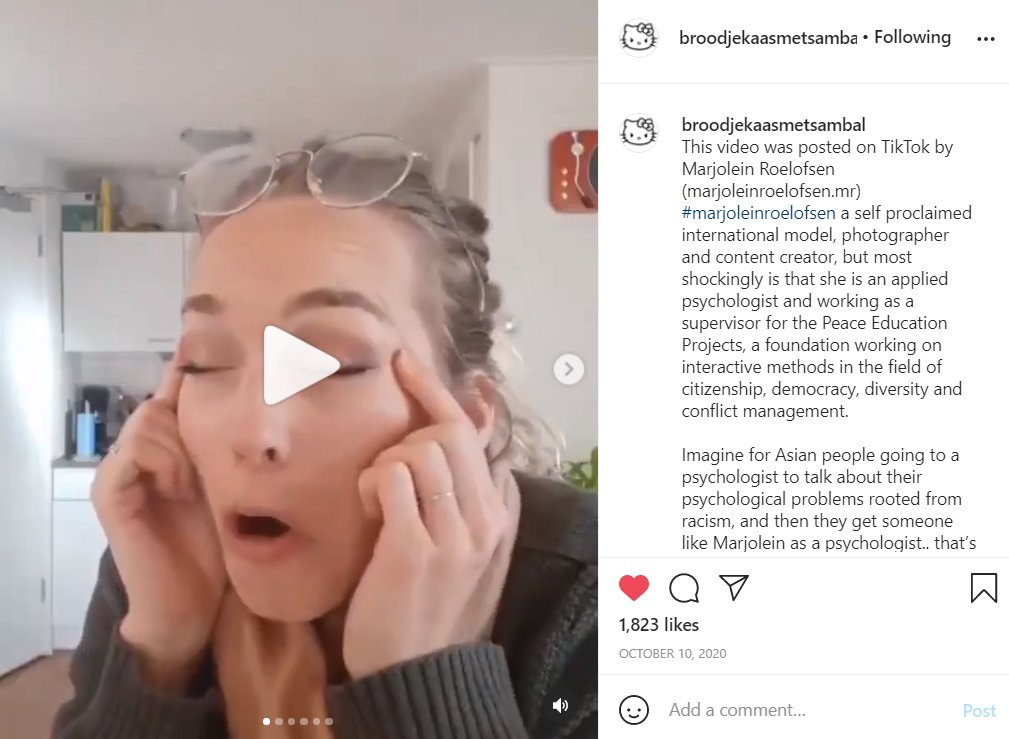 broodjekaasmetsamba • Following
broodjekaasmetsambal
This video was posted on TikTok by
Marjolein Roelofsen
(marjoleinroelofsen.mr)
#marjoleinroelofsen a self proclaimed
international model, photographer
and content creator, but most
shockingly is that she is an applied
psychologist and working as a
supervisor for the Peace Education
Projects, a foundation working on
interactive methods in the field of
citizenship, democracy, diversity and
conflict management.
Imagine for Asian people going to a
psychologist to talk about their
psychological problems rooted from
racism, and then they get someone
like Marjolein as a psychologist.. that's
1,823 likes
OCTOBER 10, 2020
Add a comment...
Post